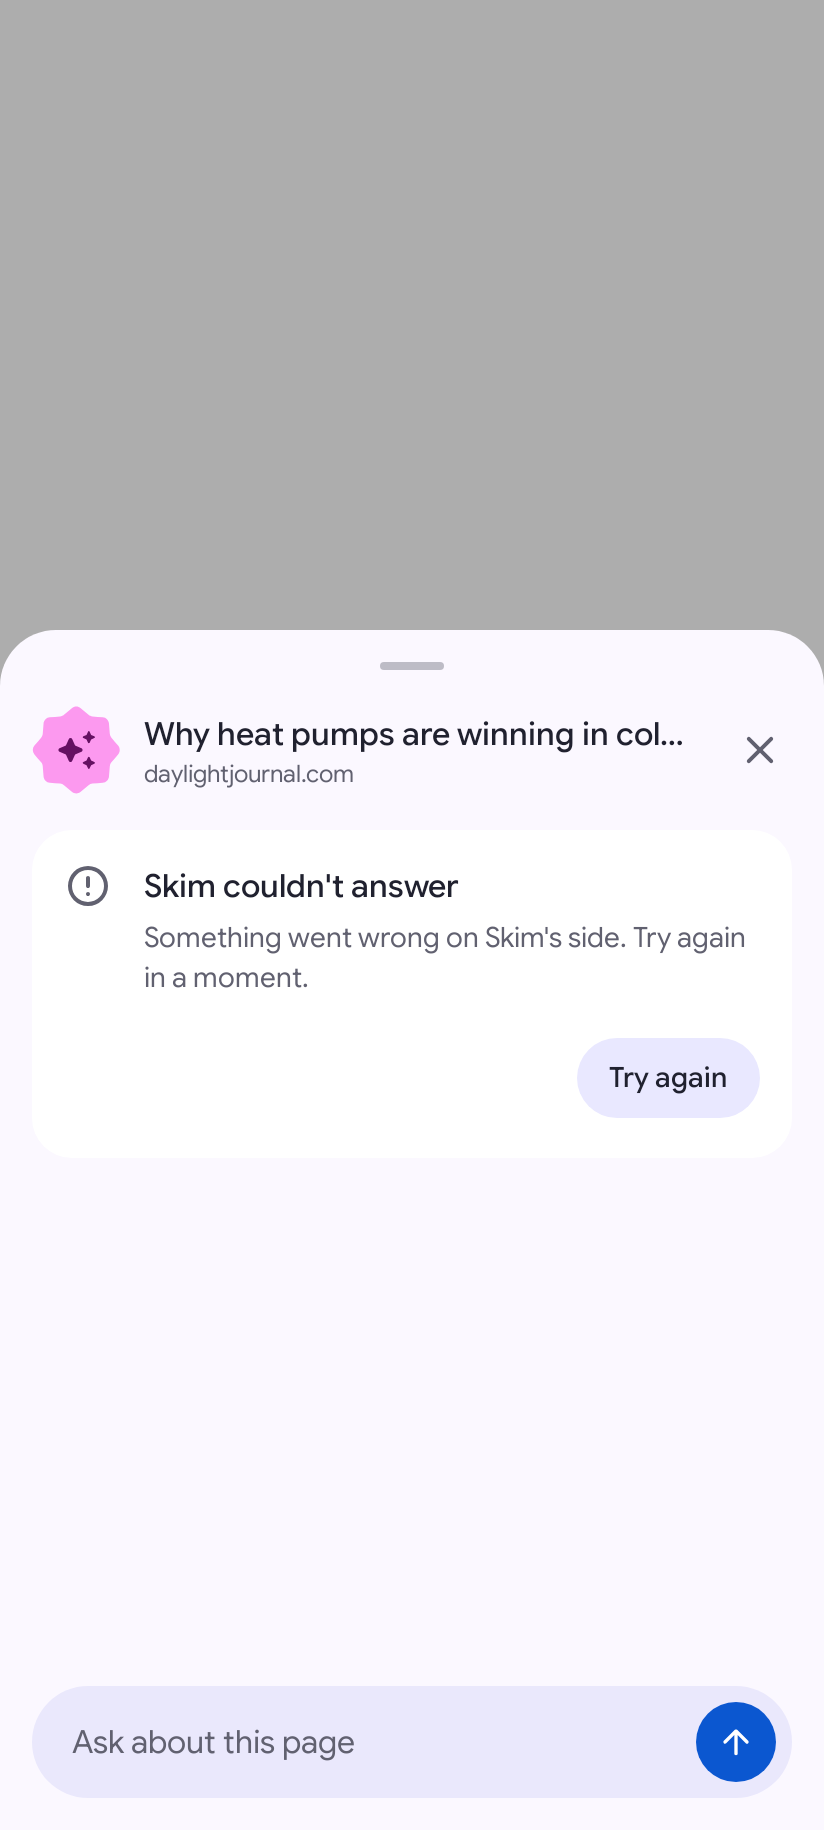 Why heat pumps are winning in col...
daylightjournal.com
Skim couldn't answer
Something went wrong on Skim's side. Try again
in a moment.
Try again
Ask about this page